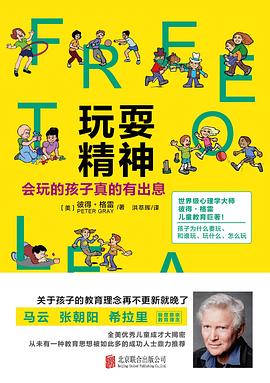 FREE
TO
LEA
玩耍
精神
会玩的孩子真的有出息
[美] 彼得·格雷/著 洪萃晖/译
PETER GRAY
世界级心理学大师
彼得·格雷
儿童教育巨著!
孩子为什么要玩、
和谁玩、玩什么、怎么玩
关于孩子的教育理念再不更新就晚了
马云 张朝阳 希拉里
全美优秀儿童成才大揭密
从未有一种教育思想被如此多的成功人士鼎力推荐
北京联合出版公司